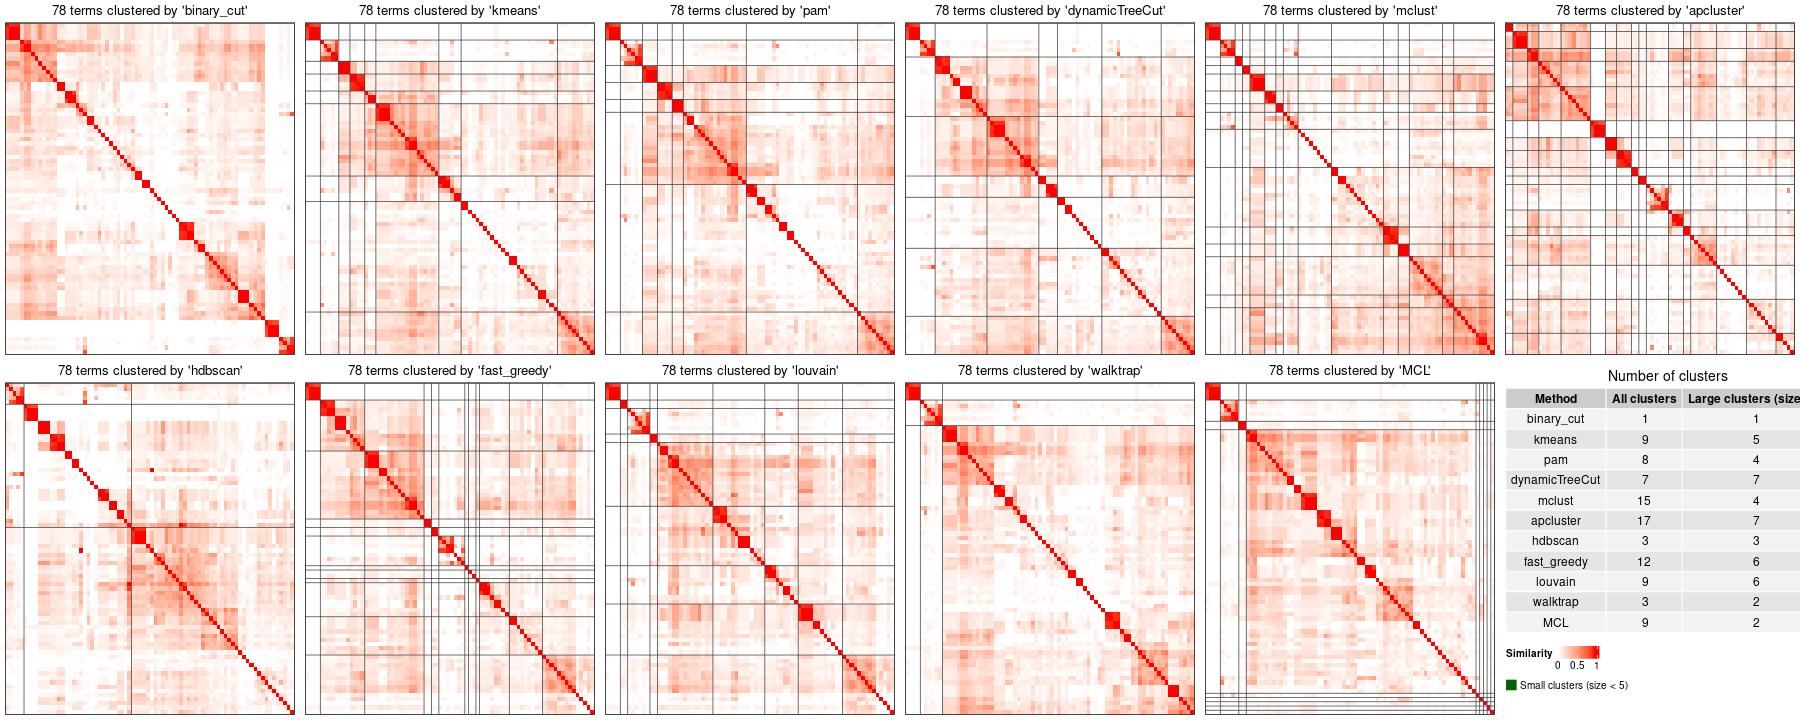 78 terms clustered by 'binary_cut'
78 terms clustered by 'kmeans'
78 terms clustered by 'pam'
78 terms clustered by 'dynamicTreeCut'
78 terms clustered by 'mclust'
78 terms clustered by 'apcluster'
78 terms clustered by 'hdbscan'
78 terms clustered by 'fast_greedy'
78 terms clustered by 'louvain'
78 terms clustered by 'walktrap'
78 terms clustered by 'MCL'
Number of clusters
Method All clusters Large clusters (size
binary_cut 1 1
kmeans 9 5
pam 8 4
dynamicTreeCut 7 7
mclust 15 4
apcluster 17 7
hdbscan 3 3
fast_greedy 12 6
louvain 9 6
walktrap 3 2
MCL 9 2
Similarity
0 0.5 1
Small clusters (size < 5)